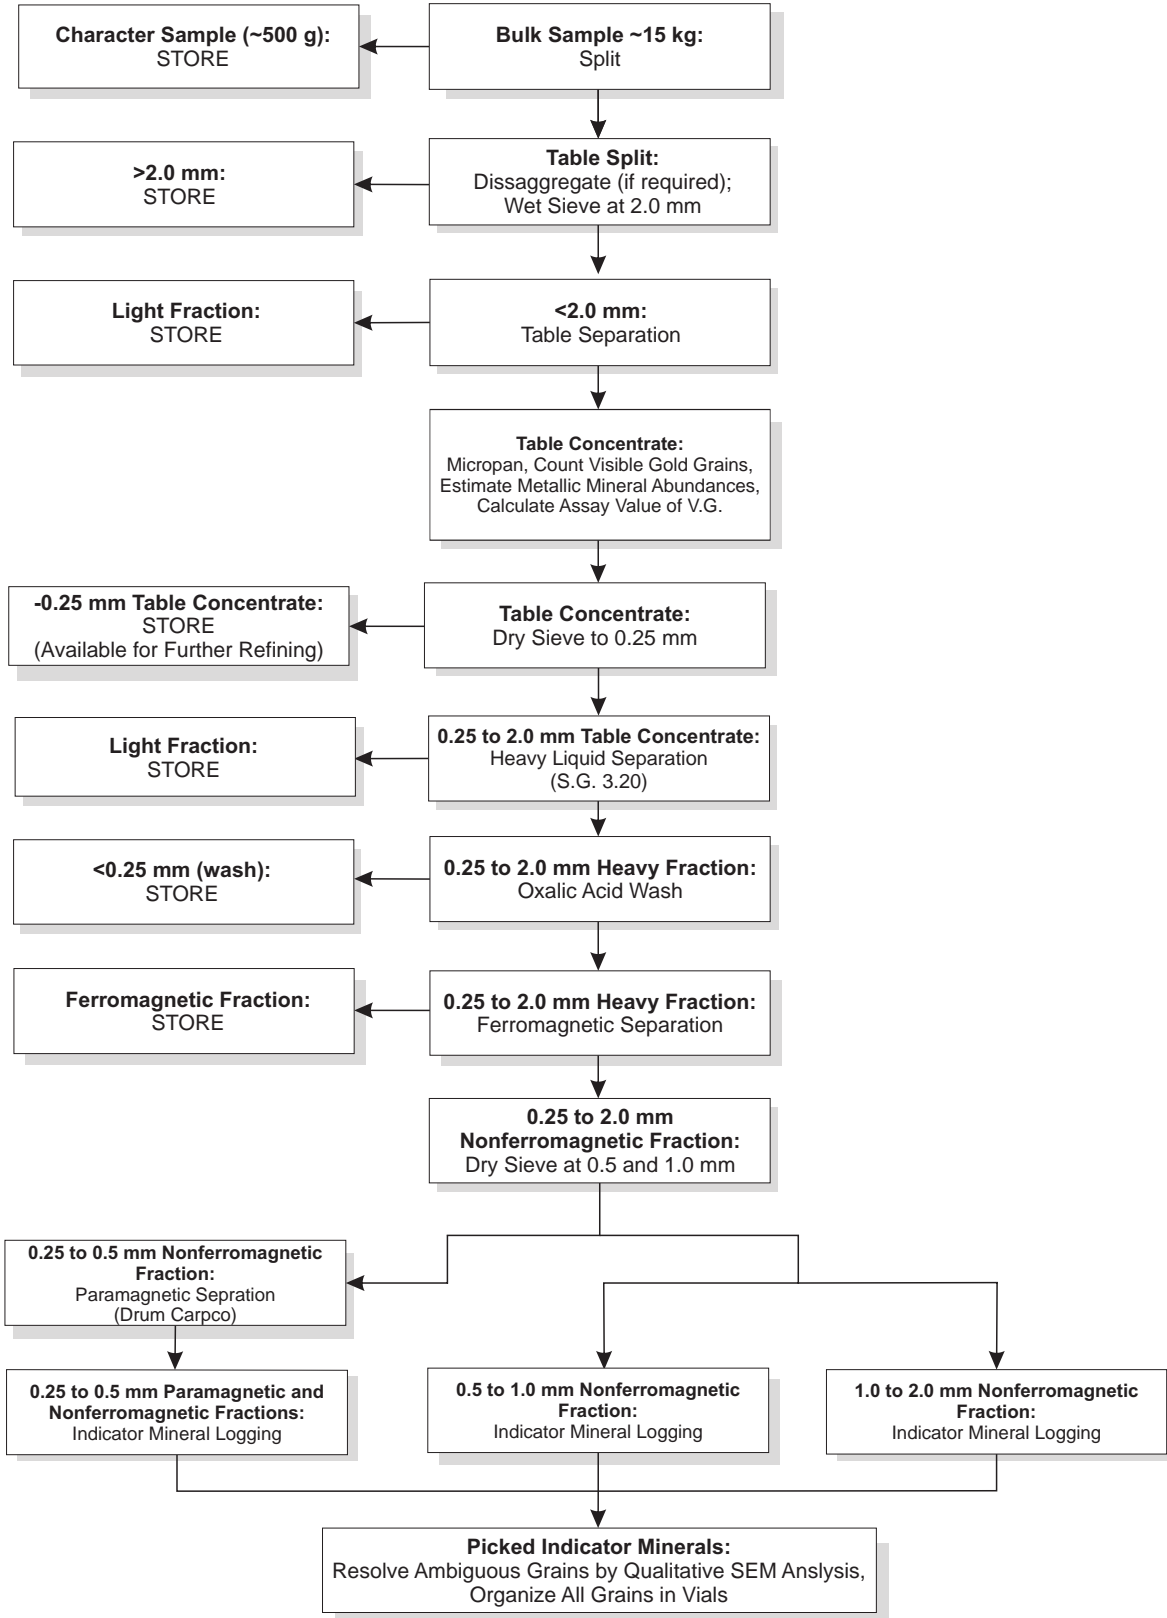 Character Sample (~500 g):
STORE
Bulk Sample ~15 kg:
Split
>2.0 mm:
STORE
Table Split:
Dissaggregate (if required);
Wet Sieve at 2.0 mm
Light Fraction:
STORE
<2.0 mm:
Table Separation
Table Concentrate:
Micropan, Count Visible Gold Grains,
Estimate Metallic Mineral Abundances,
Calculate Assay Value of V.G.
-0.25 mm Table Concentrate:
STORE
(Available for Further Refining)
Table Concentrate:
Dry Sieve to 0.25 mm
Light Fraction:
STORE
0.25 to 2.0 mm Table Concentrate:
Heavy Liquid Separation
(S.G. 3.20)
<0.25 mm (wash):
STORE
0.25 to 2.0 mm Heavy Fraction:
Oxalic Acid Wash
Ferromagnetic Fraction:
STORE
0.25 to 2.0 mm Heavy Fraction:
Ferromagnetic Separation
0.25 to 2.0 mm
Nonferromagnetic Fraction:
Dry Sieve at 0.5 and 1.0 mm
0.25 to 0.5 mm Nonferromagnetic
Fraction:
Paramagnetic Sepration
(Drum Carpco)
0.25 to 0.5 mm Paramagnetic and
Nonferromagnetic Fractions:
Indicator Mineral Logging
0.5 to 1.0 mm Nonferromagnetic
Fraction:
Indicator Mineral Logging
1.0 to 2.0 mm Nonferromagnetic
Fraction:
Indicator Mineral Logging
Picked Indicator Minerals:
Resolve Ambiguous Grains by Qualitative SEM Anslysis,
Organize All Grains in Vials